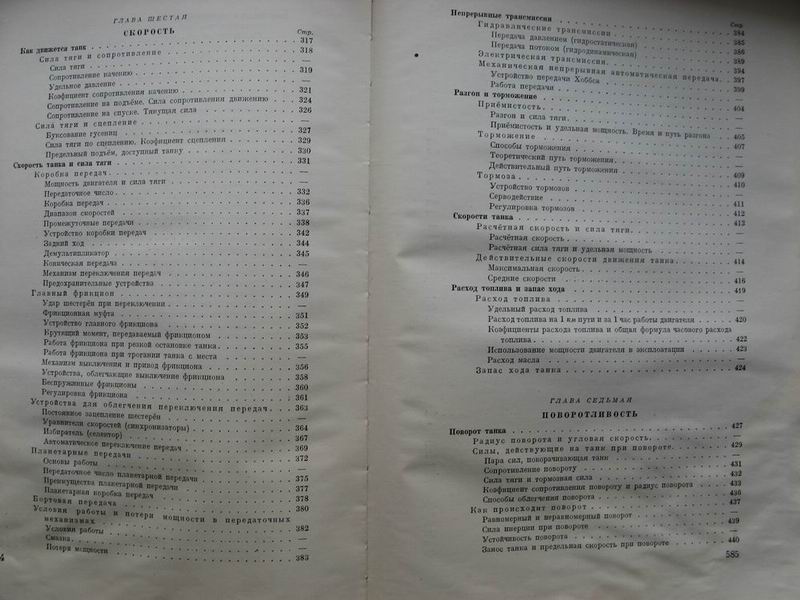 ГЛАВА ШЕСТАЯ
СКОРОСТЬ
Стр.
Как движется танк . . . 317
Сила тяги и сопротивление . . . 318
Сила тяги . . . —
Сопротивление качению . . . 319
Удельное давление . . . —
Коэфициент сопротивления качению . . . 321
Сопротивление на подъёме. Сила сопротивления движению . . . 324
Сопротивление на спуске. Тянущая сила . . . 326
Сила тяги и сцепление . . . —
Буксование гусениц . . . 327
Сила тяги по сцеплению. Коэфициент сцепления . . . 329
Предельный подъём, доступный танку . . . 330
Скорость танка и сила тяги . . . 331
Коробка передач . . . —
Мощность двигателя и сила тяги . . . —
Передаточное число . . . 332
Коробка передач . . . 336
Диапазон скоростей . . . 337
Промежуточные передачи . . . 338
Устройство коробки передач . . . 342
Задний ход . . . 344
Демультипликатор . . . 345
Коническая передача . . . —
Механизм переключения передач . . . 346
Предохранительные устройства . . . 347
Главный фрикцион . . . 349
Удар шестерён при переключении . . . —
Фрикционная муфта . . . 351
Устройство главного фрикциона . . . 352
Крутящий момент, передаваемый фрикционом . . . 353
Работа фрикциона при резкой остановке танка . . . 355
Работа фрикциона при трогании танка с места . . . —
Механизм выключения и привод фрикциона . . . 356
Устройства, облегчающие выключение фрикциона . . . 358
Беспружинные фрикционы . . . 360
Регулировка фрикциона . . . 361
Устройства для облегчения переключения передач . . . 363
Постоянное зацепление шестерён . . . —
Уравнители скоростей (синхронизаторы) . . . 364
Избиратель (селектор) . . . 367
Автоматическое переключение передач . . . 369
Планетарные передачи . . . 372
Основы работы . . . —
Передаточное число планетарной передачи . . . 375
Преимущества планетарной передачи . . . 377
Планетарная коробка передач . . . 378
Бортовая передача . . . 380
Условия работы и потери мощности в передаточных
механизмах . . . 382
Условия работы . . . —
Смазка . . . —
Потеря мощности . . . 383
4
Стр.
Непрерывные трансмиссии . . . 384
Гидравлические трансмиссии . . . —
Передача давлением (гидростатическая) . . . 385
Передача потоком (гидродинамическая) . . . 386
Электрическая трансмиссия . . . 389
Механическая непрерывная автоматическая передача . . . 394
Устройство передачи Хоббса . . . 397
Работа передачи . . . 399
Разгон и торможение . . . 404
Приёмистость . . . —
Разгон и сила тяги . . . —
Приёмистость и удельная мощность. Время и путь разгона . . . 405
Торможение . . . 407
Способы торможения . . . —
Теоретический путь торможения . . . —
Действительный путь торможения . . . 409
Тормоза . . . 410
Устройство тормозов . . . —
Серводействие . . . 411
Регулировка тормозов . . . 412
Скорости танка . . . 413
Расчётная скорость и сила тяги . . . —
Расчётная скорость . . . —
Расчётная сила тяги и удельная мощность . . . —
Действительные скорости движения танка . . . 414
Максимальная скорость . . . —
Средние скорости . . . 416
Расход топлива и запас хода . . . 419
Расход топлива . . . —
Удельный расход топлива . . . —
Расход топлива на 1 км пути и за 1 час работы двигателя . . . 420
Коэфициенты расхода топлива и общая формула часового расхода
топлива . . . 422
Использование мощности двигателя в эксплоатации . . . 423
Расход масла . . . —
Запас хода танка . . . 424
ГЛАВА СЕДЬМАЯ
ПОВОРОТЛИВОСТЬ
Поворот танка . . . 427
Радиус поворота и угловая скорость . . . —
Силы, действующие на танк при повороте . . . 429
Пара сил, поворачивающая танк . . . —
Сопротивление повороту . . . 431
Сила тяги и тормозная сила . . . 432
Коэфициент сопротивления повороту и радиус поворота . . . 433
Способы облегчения поворота . . . 436
Как происходит поворот . . . 437
Равномерный и неравномерный поворот . . . —
Сила инерции при повороте . . . 439
Устойчивость поворота . . . —
Занос танка и предельная скорость при повороте . . . 440
585